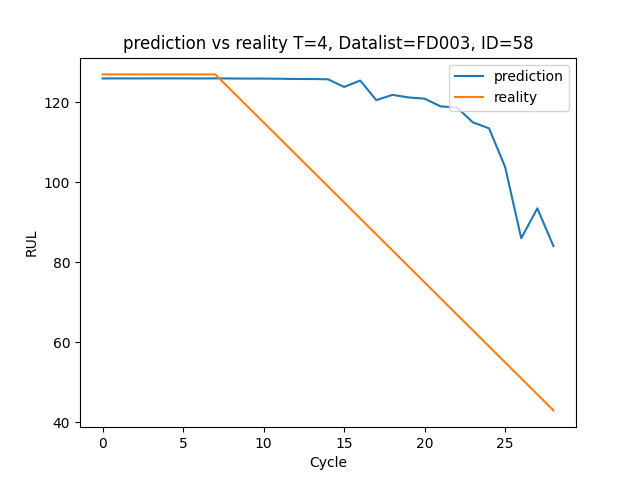 prediction vs reality T=4, Datalist=FD003, ID=58
prediction
reality
RUL
120
100
80
60
40
0 5 10 15 20 25
Cycle